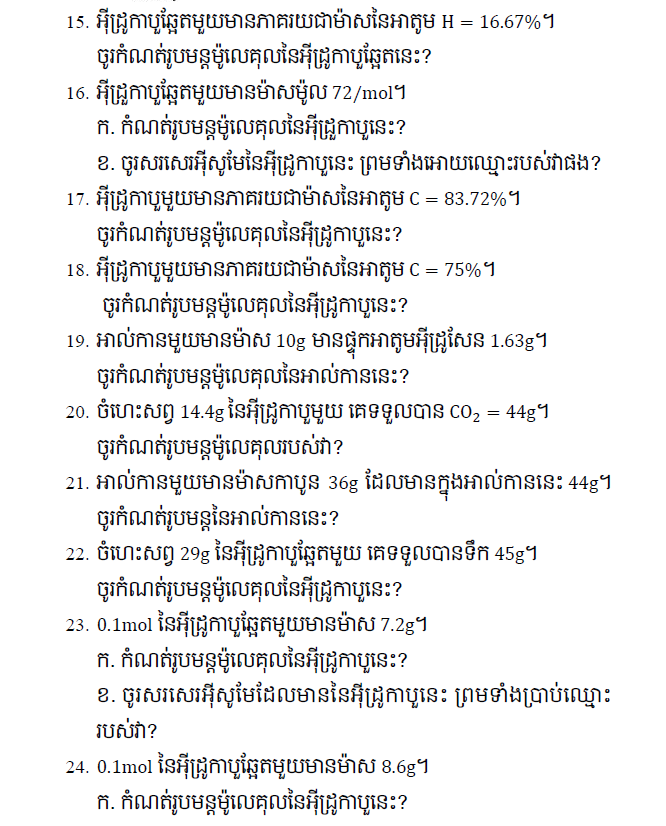 15. អ៊ីដ្រូកាបួឆ្អែតមួយមានភាគរយជាម៉ាសនៃអាតូម H = 16.67%។
ចូរកំណត់រូបមន្តម៉ូលេគុលនៃអ៊ីដ្រូកាបួឆ្អែតនេះ?
16. អ៊ីដ្រួកាបួឆ្អែតមួយមានម៉ាសម៉ូល 72/mol។
ក. កំណត់រូបមន្តម៉ូលេគុលនៃអ៊ីដ្រួកាបួនេះ?
ខ. ចូរសរសេរអ៊ីសូមែនៃអ៊ីដ្រូកាបួនេះ ព្រមទាំងអោយឈ្មោះរបស់វាផង?
17. អ៊ីដ្រូកាបួមួយមានភាគរយជាម៉ាសនៃអាតូម C = 83.72%។
ចូរកំណត់រូបមន្តម៉ូលេគុលនៃអ៊ីដ្រូកាបួនេះ?
18. អ៊ីដ្រូកាបួមួយមានភាគរយជាម៉ាសនៃអាតូម C = 75%។
ចូរកំណត់រូបមន្តម៉ូលេគុលនៃអ៊ីដ្រូកាបួនេះ?
19. អាល់កានមួយមានម៉ាស 10g មានផ្ទុកអាតូមអ៊ីដ្រូសែន 1.63g។
ចូរកំណត់រូបមន្តម៉ូលេគុលនៃអាល់កាននេះ?
20. ចំហេះសព្វ 14.4g នៃអ៊ីដ្រូកាបួមួយ គេទទួលបាន CO₂ = 44g។
ចូរកំណត់រូបមន្តម៉ូលេគុលរបស់វា?
21. អាល់កានមួយមានម៉ាសកាបូន 36g ដែលមានក្នុងអាល់កាននេះ 44g។
ចូរកំណត់រូបមន្តនៃអាល់កាននេះ?
22. ចំហេះសព្វ 29g នៃអ៊ីដ្រូកាបួឆ្អែតមួយ គេទទួលបានទឹក 45g។
ចូរកំណត់រូបមន្តម៉ូលេគុលនៃអ៊ីដ្រូកាបួនេះ?
23. 0.1mol នៃអ៊ីដ្រូកាបួឆ្អែតមួយមានម៉ាស 7.2g។
ក. កំណត់រូបមន្តម៉ូលេគុលនៃអ៊ីដ្រូកាបួនេះ?
ខ. ចូរសរសេរអ៊ីសូមែដែលមាននៃអ៊ីដ្រូកាបួនេះ ព្រមទាំងប្រាប់ឈ្មោះ
របស់វា?
24. 0.1mol នៃអ៊ីដ្រូកាបួឆ្អែតមួយមានម៉ាស 8.6g។
ក. កំណត់រូបមន្តម៉ូលេគុលនៃអ៊ីដ្រូកាបួនេះ?